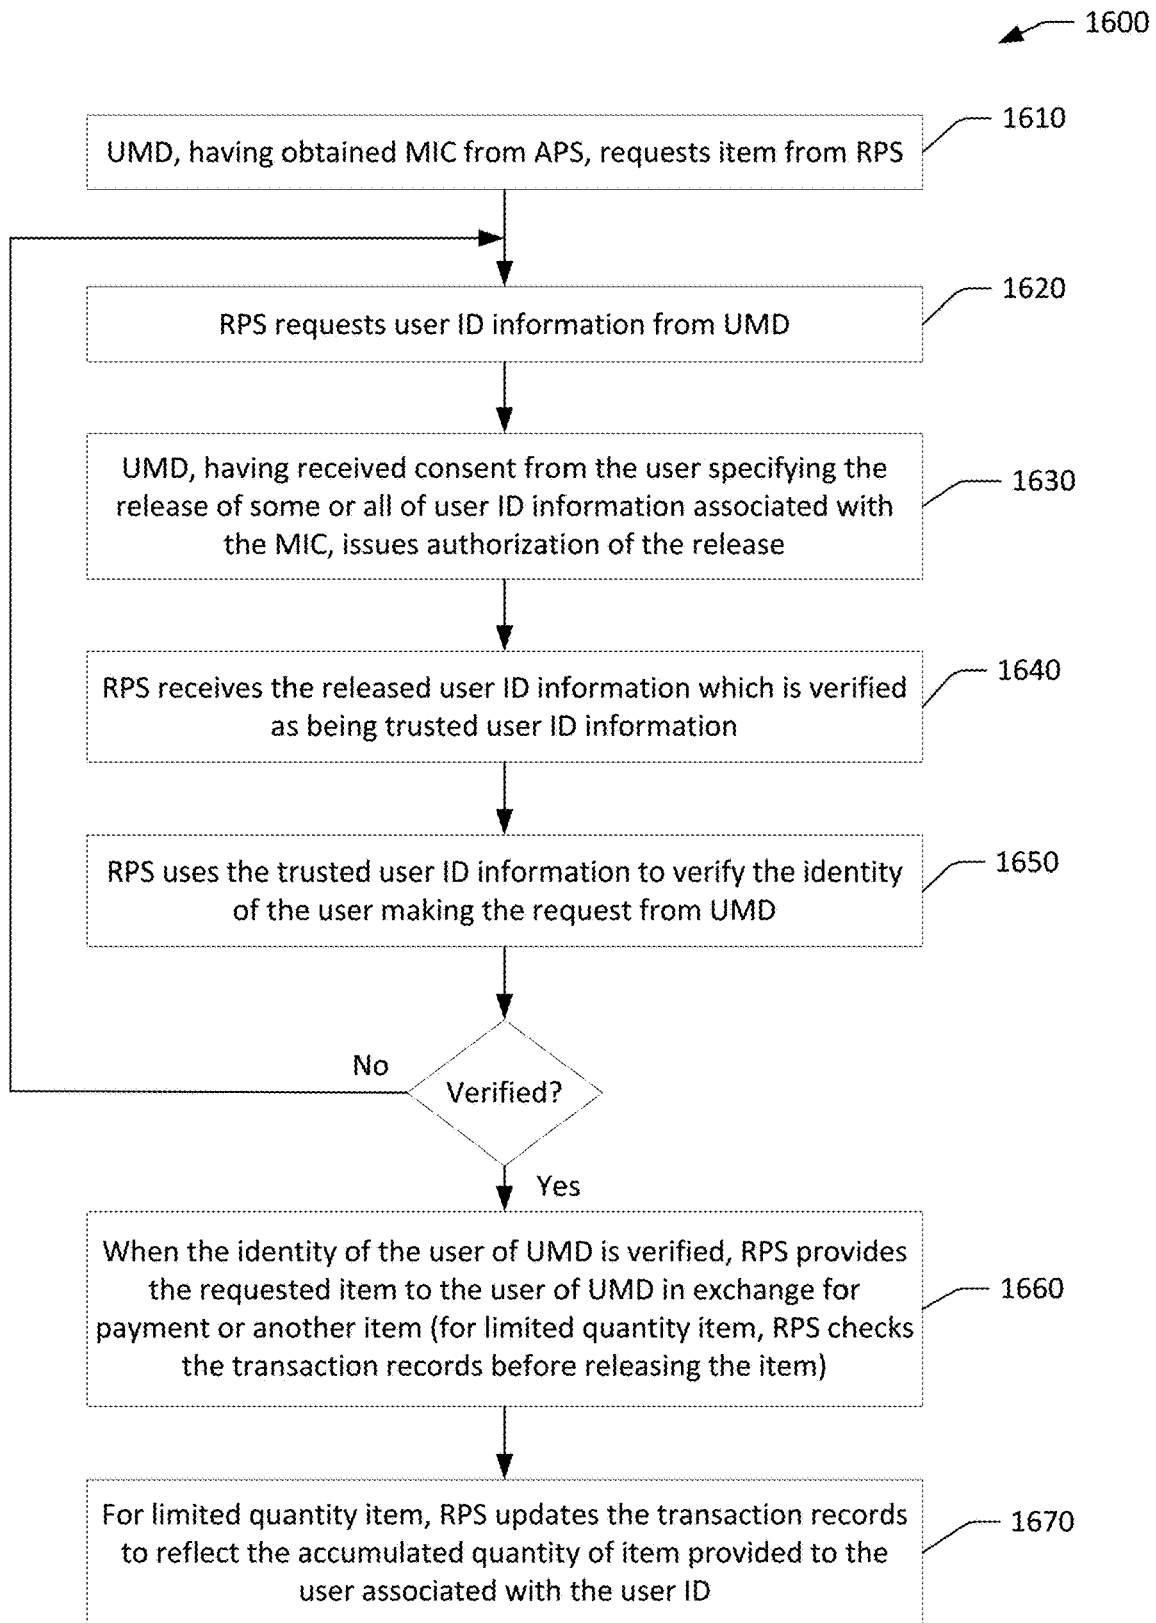 1600
1610
UMD, having obtained MIC from APS, requests item from RPS
1620
RPS requests user ID information from UMD
UMD, having received consent from the user specifying the
release of some or all of user ID information associated with
the MIC, issues authorization of the release
1630
RPS receives the released user ID information which is verified
as being trusted user ID information
1640
RPS uses the trusted user ID information to verify the identity
of the user making the request from UMD
1650
No
Verified?
Yes
When the identity of the user of UMD is verified, RPS provides
the requested item to the user of UMD in exchange for
payment or another item (for limited quantity item, RPS checks
the transaction records before releasing the item)
1660
For limited quantity item, RPS updates the transaction records
to reflect the accumulated quantity of item provided to the
user associated with the user ID
1670